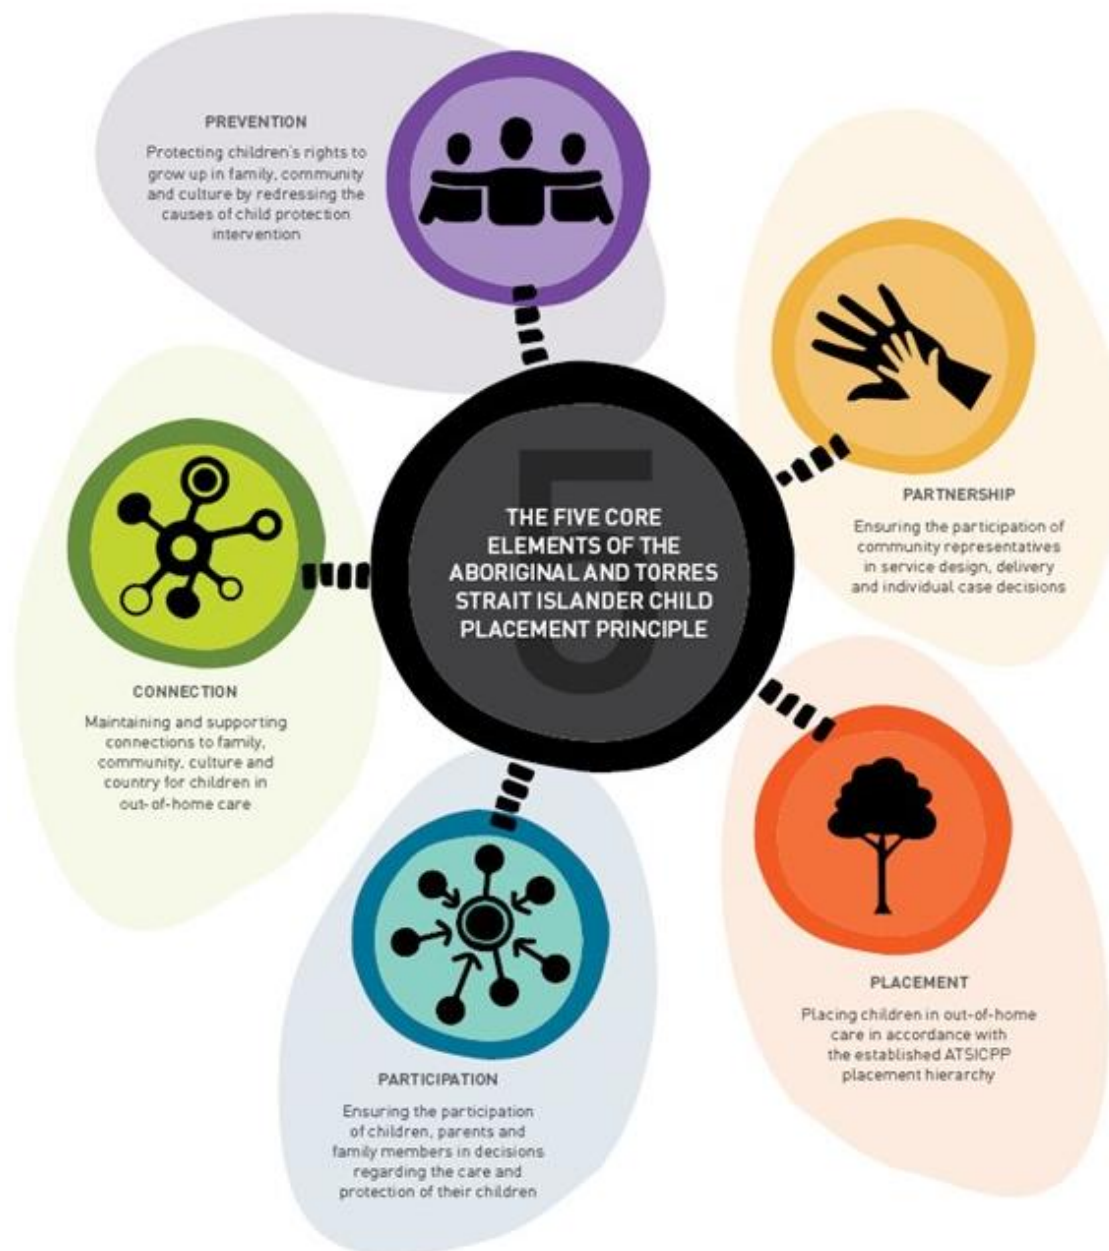 PREVENTION
Protecting children's rights to
grow up in family, community
and culture by redressing the
causes of child protection
intervention
PARTNERSHIP
Ensuring the participation of
community representatives
in service design, delivery
and individual case decisions
5
THE FIVE CORE
ELEMENTS OF THE
ABORIGINAL AND TORRES
STRAIT ISLANDER CHILD
PLACEMENT PRINCIPLE
CONNECTION
Maintaining and supporting
connections to family,
community, culture and
country for children in
out-of-home care
PLACEMENT
Placing children in out-of-home
care in accordance with
the established ATSICPP
placement hierarchy
PARTICIPATION
Ensuring the participation
of children, parents and
family members in decisions
regarding the care and
protection of their children